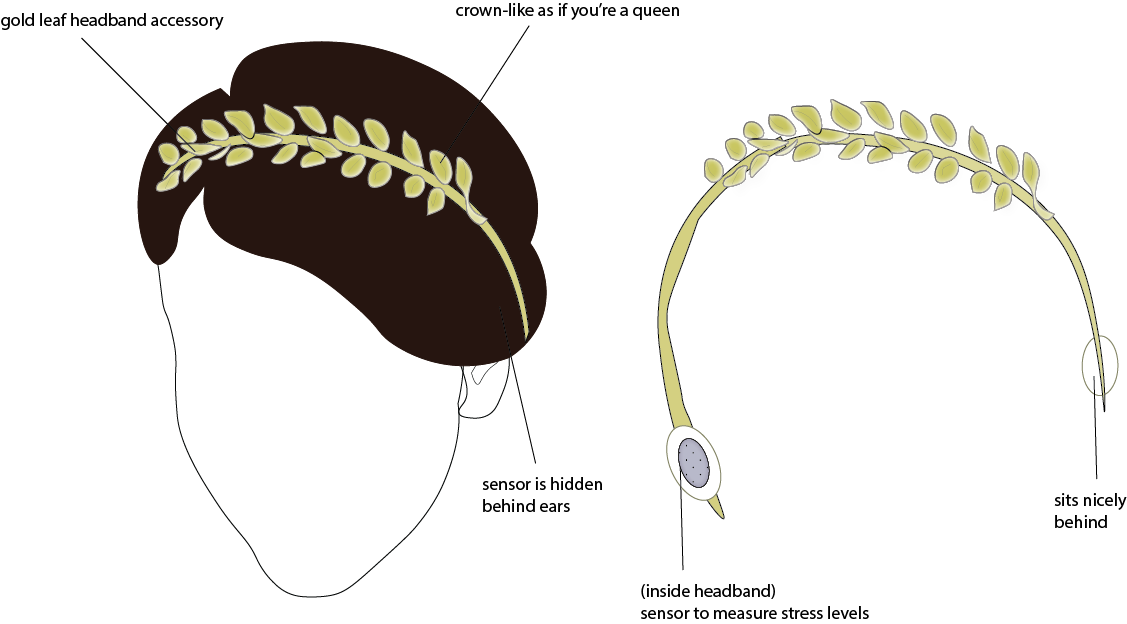 gold leaf headband accessory
crown-like as if you're a queen
sensor is hidden
behind ears
sits nicely
behind
(inside headband)
sensor to measure stress levels